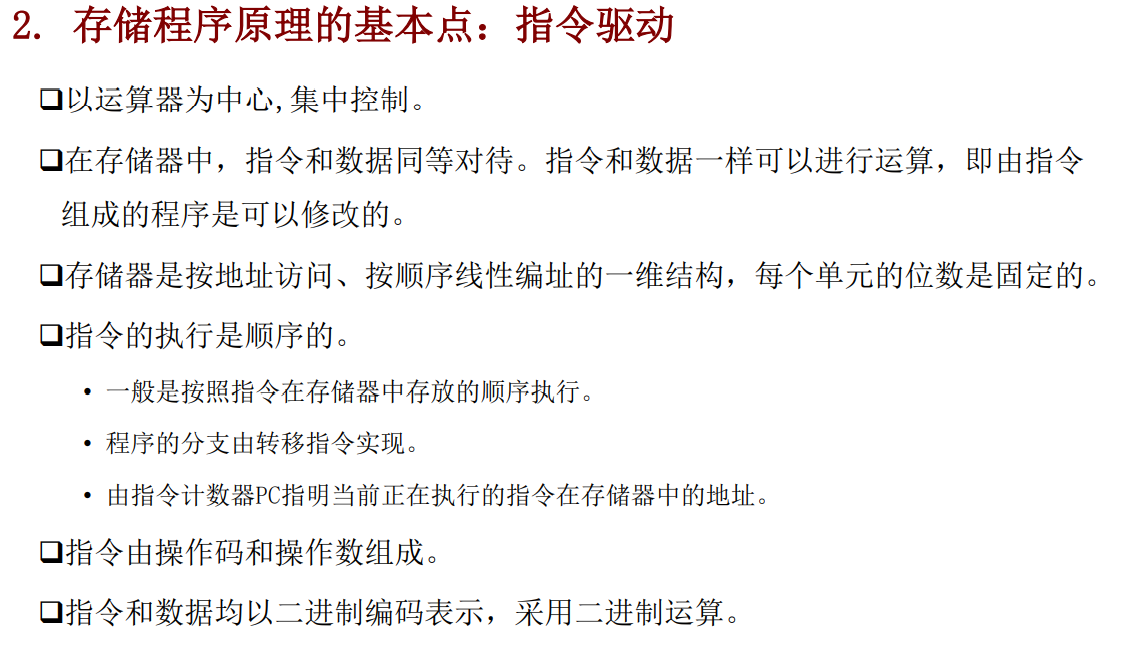 2. 存储程序原理的基本点：指令驱动
❑以运算器为中心,集中控制。
❑在存储器中，指令和数据同等对待。指令和数据一样可以进行运算，即由指令
组成的程序是可以修改的。
❑存储器是按地址访问、按顺序线性编址的一维结构，每个单元的位数是固定的。
❑指令的执行是顺序的。
• 一般是按照指令在存储器中存放的顺序执行。
• 程序的分支由转移指令实现。
• 由指令计数器PC指明当前正在执行的指令在存储器中的地址。
❑指令由操作码和操作数组成。
❑指令和数据均以二进制编码表示，采用二进制运算。